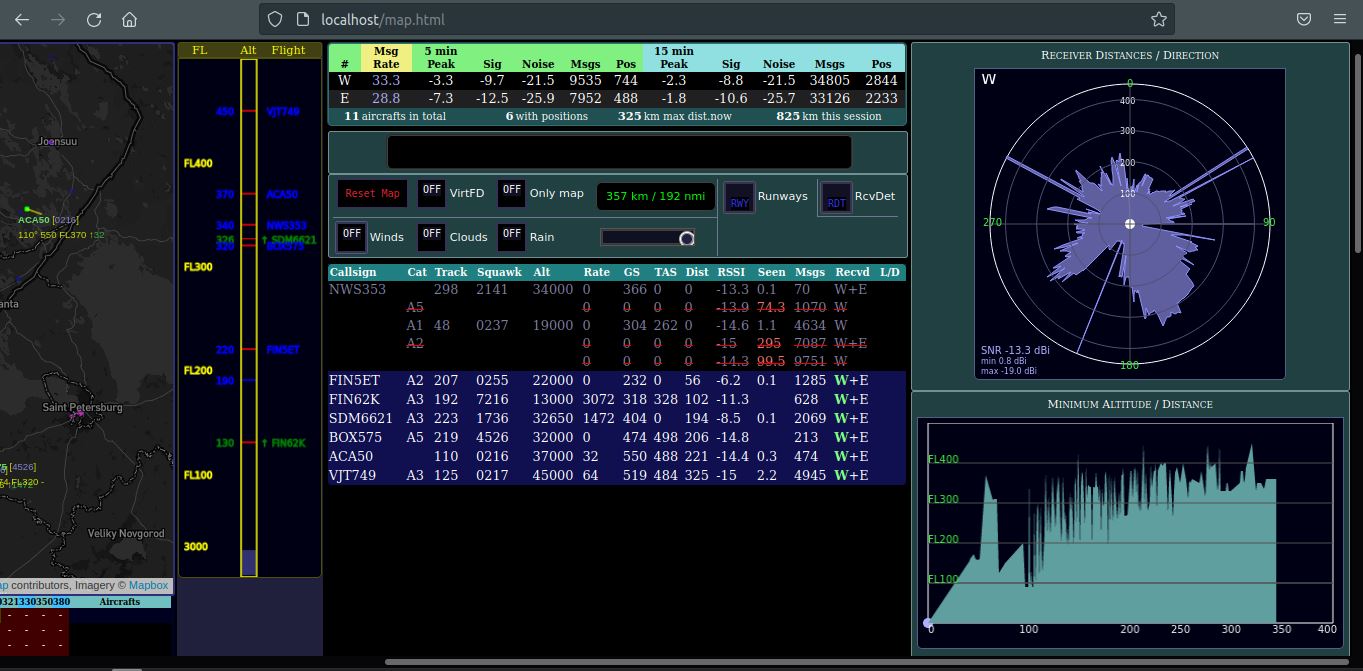 localhost/map.html
Joensuu
ACA50 [0216]
110° 550 FL370 ↑32
anta
Saint Petersburg
[4526]
74 FL320 -
Veliky Novgorod
ap contributors, Imagery © Mapbox
0321330350380 Aircrafts
- - - -
- - - -
- - - -
FL Alt Flight
450 VJT749
FL400
370 ACA50
340 NWS353
326 ↑ SDM6621
320 BOX575
FL300
220 FIN5ET
FL200
190
130 ↑ FIN62K
FL100
3000
Msg 5 min 15 min
# Rate Peak Sig Noise Msgs Pos Peak Sig Noise Msgs Pos
W 33.3 -3.3 -9.7 -21.5 9535 744 -2.3 -8.8 -21.5 34805 2844
E 28.8 -7.3 -12.5 -25.9 7952 488 -1.8 -10.6 -25.7 33126 2233
11 aircrafts in total 6 with positions 325 km max dist.now 825 km this session
Reset Map OFF VirtFD OFF Only map 357 km / 192 nmi RWY Runways RDT RcvDet
OFF Winds OFF Clouds OFF Rain
Callsign Cat Track Squawk Alt Rate GS TAS Dist RSSI Seen Msgs Recvd L/D
NWS353 298 2141 34000 0 366 0 0 -13.3 0.1 70 W+E
A5 0 0 0 0 -13.9 74.3 1070 W
A1 48 0237 19000 0 304 262 0 -14.6 1.1 4634 W
A2 0 0 0 0 -15 295 7087 W+E
0 0 0 0 -14.3 99.5 9751 W
FIN5ET A2 207 0255 22000 0 232 0 56 -6.2 0.1 1285 W+E
FIN62K A3 192 7216 13000 3072 318 328 102 -11.3 628 W+E
SDM6621 A3 223 1736 32650 1472 404 0 194 -8.5 0.1 2069 W+E
BOX575 A5 219 4526 32000 0 474 498 206 -14.8 213 W+E
ACA50 110 0216 37000 32 550 488 221 -14.4 0.3 474 W+E
VJT749 A3 125 0217 45000 64 519 484 325 -15 2.2 4945 W+E
Receiver Distances / Direction
W
0
400
300
200
100
270
90
180
SNR -13.3 dBi
min 0.8 dBi
max -19.0 dBi
Minimum Altitude / Distance
FL400
FL300
FL200
FL100
0 100 200 250 300 350 400